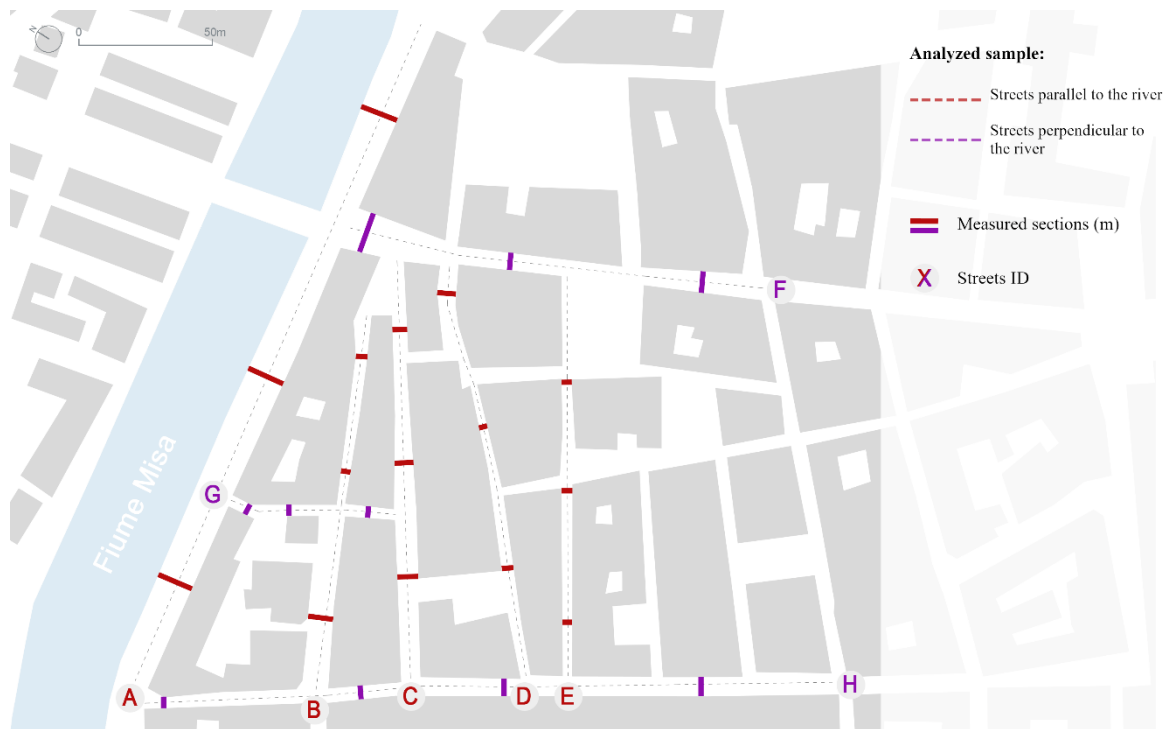 N
0
50m
Analyzed sample:
Streets parallel to the river
Streets perpendicular to
the river
Measured sections (m)
X
Streets ID
F
Fiume Misa
G
A
B
C
D
E
H